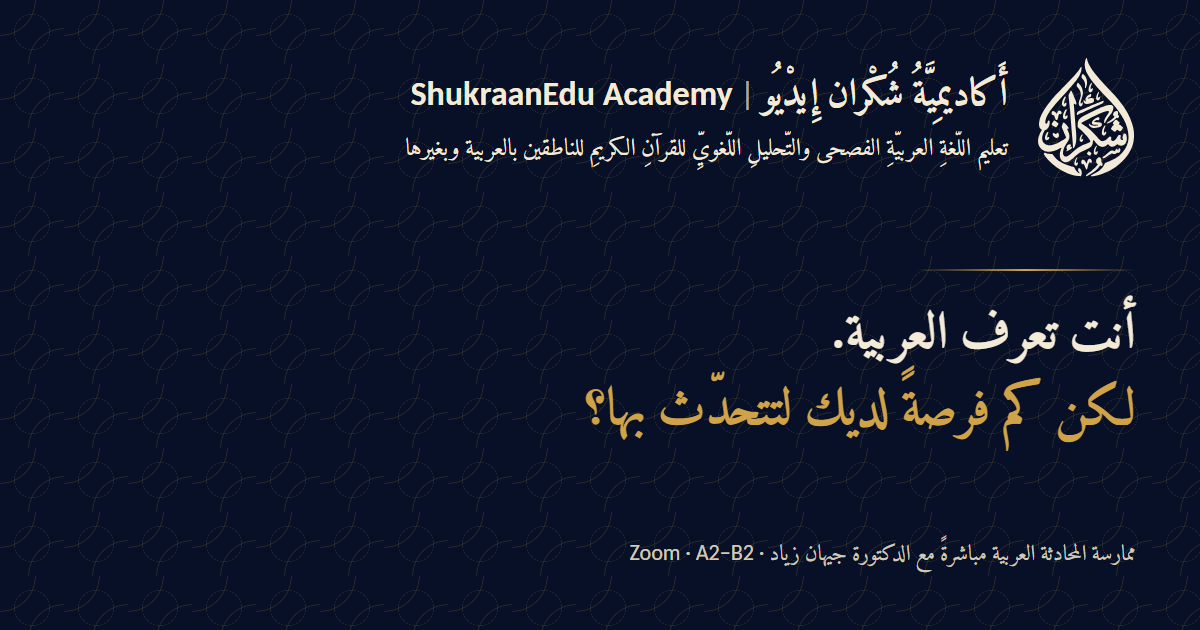 أَكاديمِيَّةُ شُكْران إِيدْيُو | ShukraanEdu Academy
تعليم اللّغةِ العربيّةِ الفصحى والتّحليلِ اللّغويّ للقرآنِ الكريمِ للناطقين بالعربية وبغيرها
شُكْرَان
أنت تعرف العربية.
لكن كم فرصةً لديك لتتحدّث بها؟
ممارسة المحادثة العربية مباشرةً مع الدكتورة جيهان زياد · Zoom · A2–B2